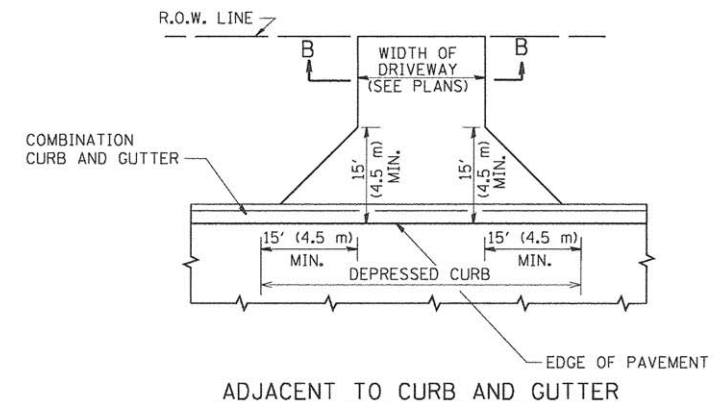 R.O.W. LINE
B
B
WIDTH OF
DRIVEWAY
(SEE PLANS)
COMBINATION
CURB AND GUTTER
15'
(4.5 m)
MIN.
15'
(4.5 m)
MIN.
15' (4.5 m)
MIN.
15' (4.5 m)
MIN.
DEPRESSED CURB
EDGE OF PAVEMENT
ADJACENT TO CURB AND GUTTER